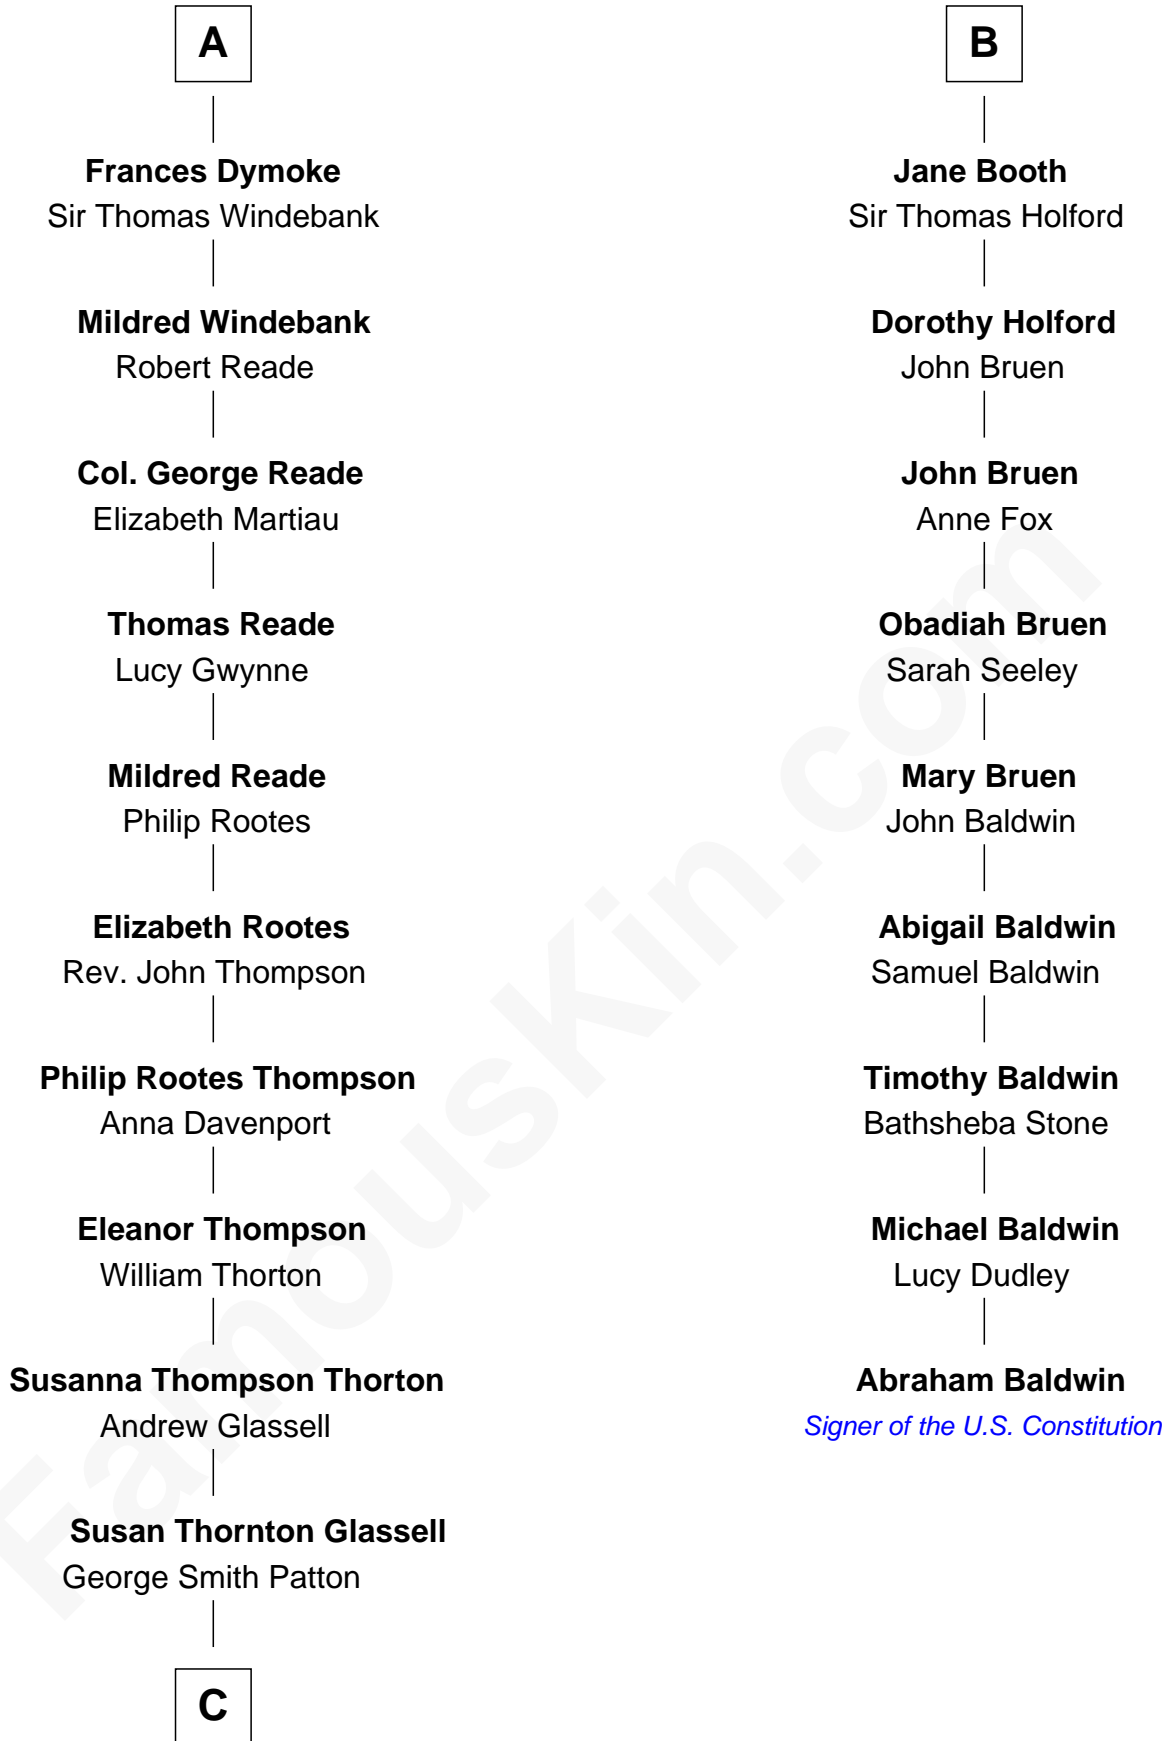 A
Frances Dymoke
Sir Thomas Windebank
Mildred Windebank
Robert Reade
Col. George Reade
Elizabeth Martiau
Thomas Reade
Lucy Gwynne
Mildred Reade
Philip Rootes
Elizabeth Rootes
Rev. John Thompson
Philip Rootes Thompson
Anna Davenport
Eleanor Thompson
William Thorton
Susanna Thompson Thorton
Andrew Glassell
Susan Thornton Glassell
George Smith Patton
C
B
Jane Booth
Sir Thomas Holford
Dorothy Holford
John Bruen
John Bruen
Anne Fox
Obadiah Bruen
Sarah Seeley
Mary Bruen
John Baldwin
Abigail Baldwin
Samuel Baldwin
Timothy Baldwin
Bathsheba Stone
Michael Baldwin
Lucy Dudley
Abraham Baldwin
Signer of the U.S. Constitution
FamousKin.com